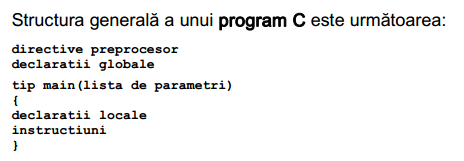 Structura generală a unui program C este următoarea:
directive preprocesor
declaratii globale
tip main(lista de parametri)
{
declaratii locale
instructiuni
}